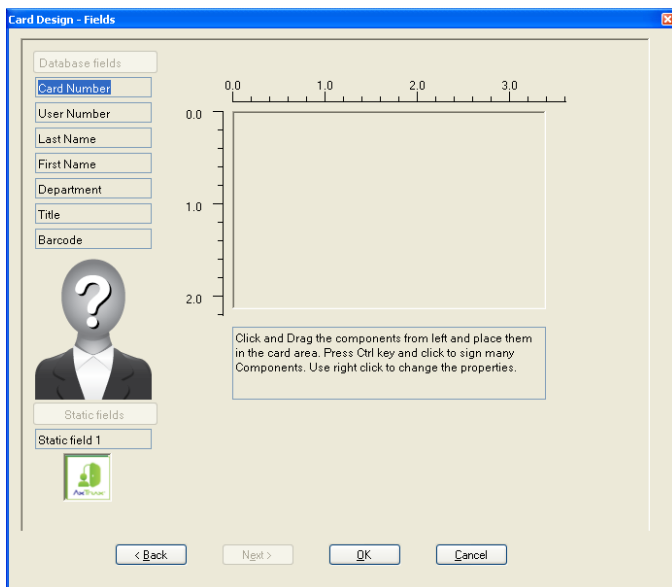 Card Design - Fields
Database fields
Card Number
User Number
Last Name
First Name
Department
Title
Barcode
0.0 1.0 2.0 3.0
0.0
1.0
2.0
Click and Drag the components from left and place them
in the card area. Press Ctrl key and click to sign many
Components. Use right click to change the properties.
Static fields
Static field 1
AxTrax
< Back Next > OK Cancel